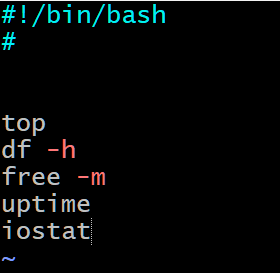 #!/bin/bash
#
top
df -h
free -m
uptime
iostat
~